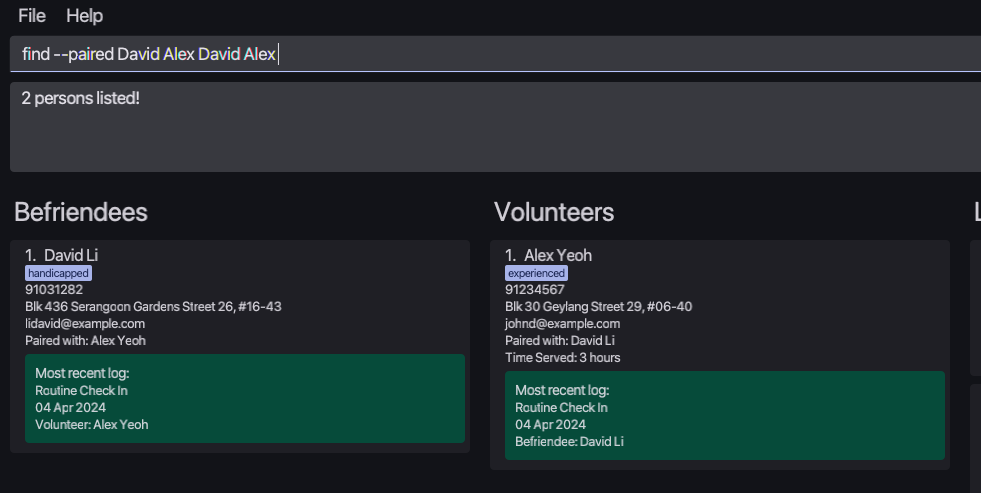 File Help
find --paired David Alex David Alex
2 persons listed!
Befriendees
1. David Li
handicapped
91031282
Blk 436 Serangoon Gardens Street 26, #16-43
lidavid@example.com
Paired with: Alex Yeoh
Most recent log:
Routine Check In
04 Apr 2024
Volunteer: Alex Yeoh
Volunteers
1. Alex Yeoh
experienced
91234567
Blk 30 Geylang Street 29, #06-40
johnd@example.com
Paired with: David Li
Time Served: 3 hours
Most recent log:
Routine Check In
04 Apr 2024
Befriendee: David Li